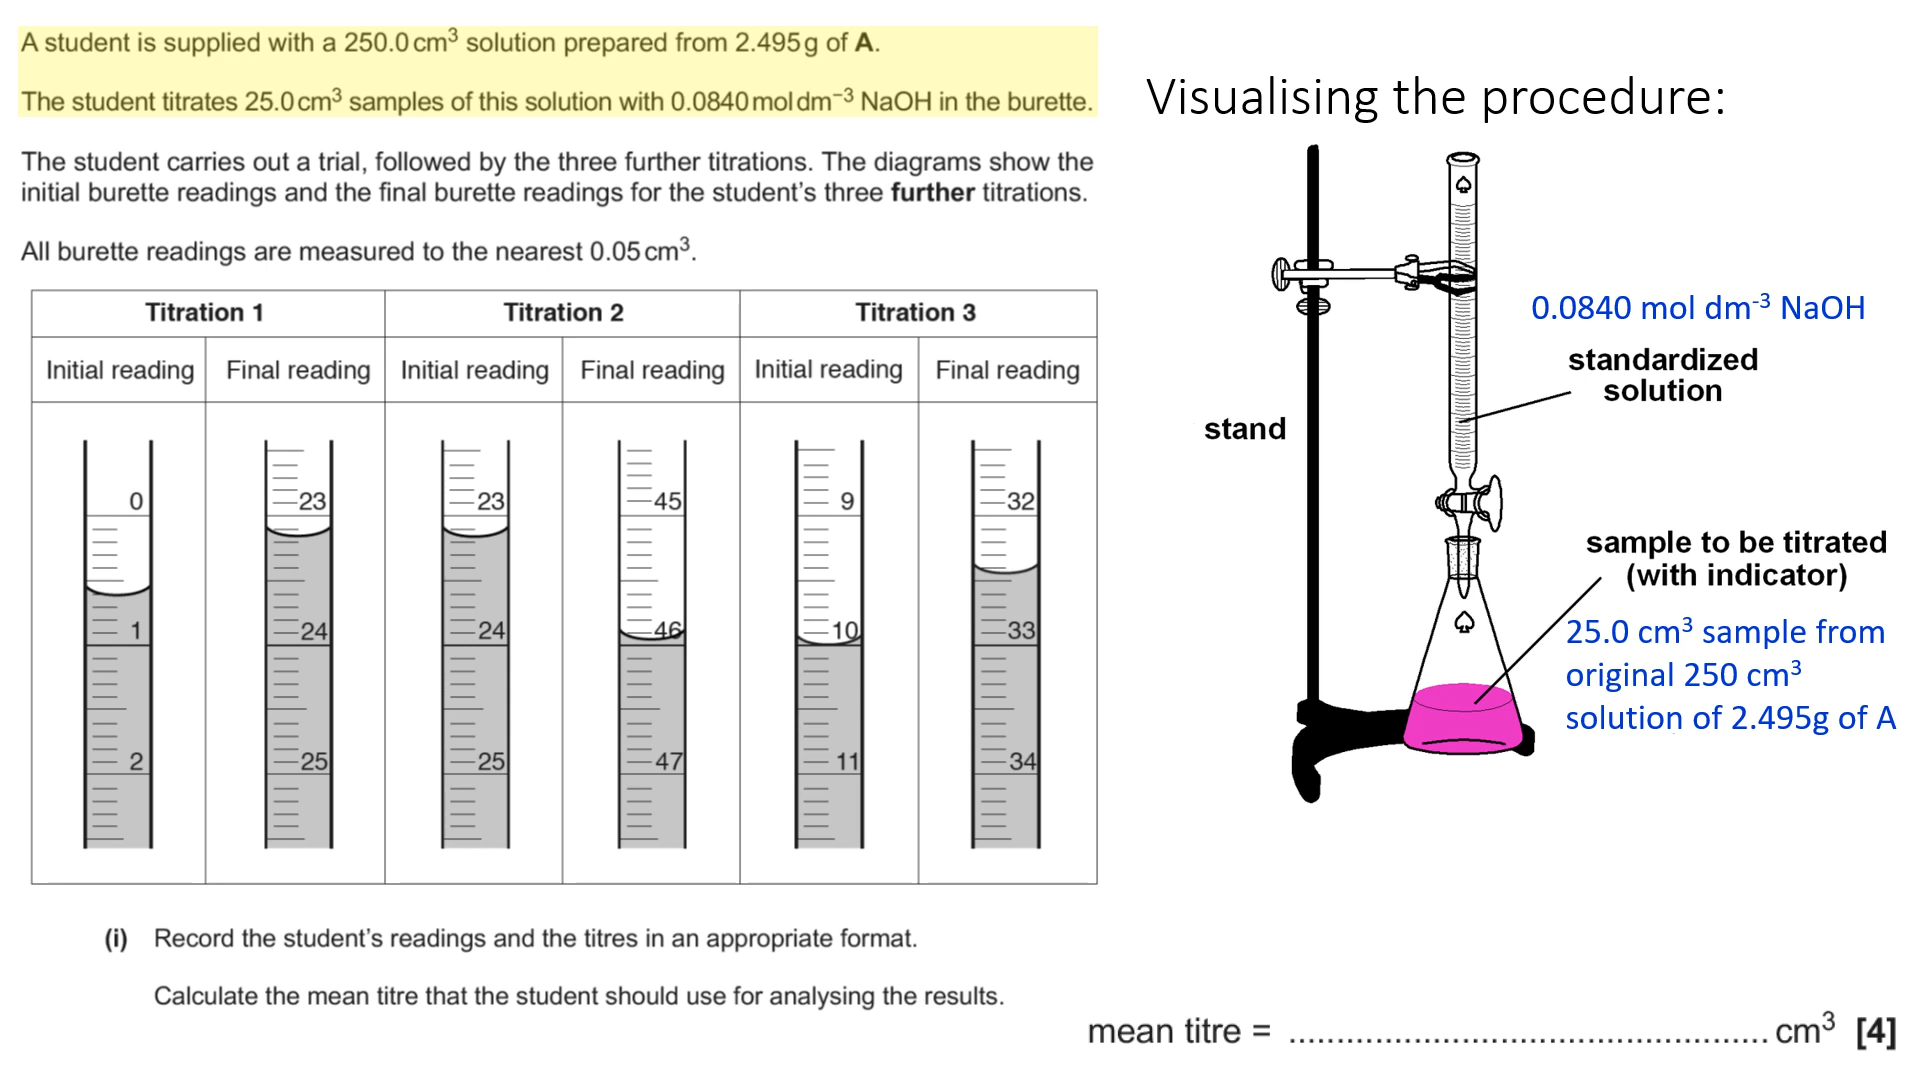 A student is supplied with a 250.0 cm³ solution prepared from 2.495 g of A.
The student titrates 25.0 cm³ samples of this solution with 0.0840 mol dm⁻³ NaOH in the burette.
The student carries out a trial, followed by the three further titrations. The diagrams show the
initial burette readings and the final burette readings for the student's three further titrations.
All burette readings are measured to the nearest 0.05 cm³.
Titration 1 Titration 2 Titration 3
Initial reading Final reading Initial reading Final reading Initial reading Final reading
0 23 23 45 9 32
1 24 24 46 10 33
2 25 25 47 11 34
(i) Record the student's readings and the titres in an appropriate format.
Calculate the mean titre that the student should use for analysing the results.
mean titre = .................................................. cm³ [4]
Visualising the procedure:
0.0840 mol dm⁻³ NaOH
standardized
solution
stand
sample to be titrated
(with indicator)
25.0 cm³ sample from
original 250 cm³
solution of 2.495g of A